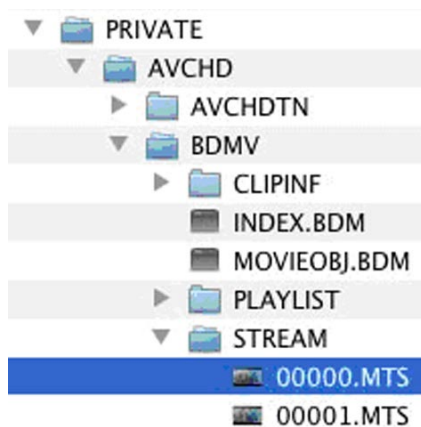 PRIVATE
AVCHD
AVCHDTN
BDMV
CLIPINF
INDEX.BDM
MOVIEOBJ.BDM
PLAYLIST
STREAM
00000.MTS
00001.MTS